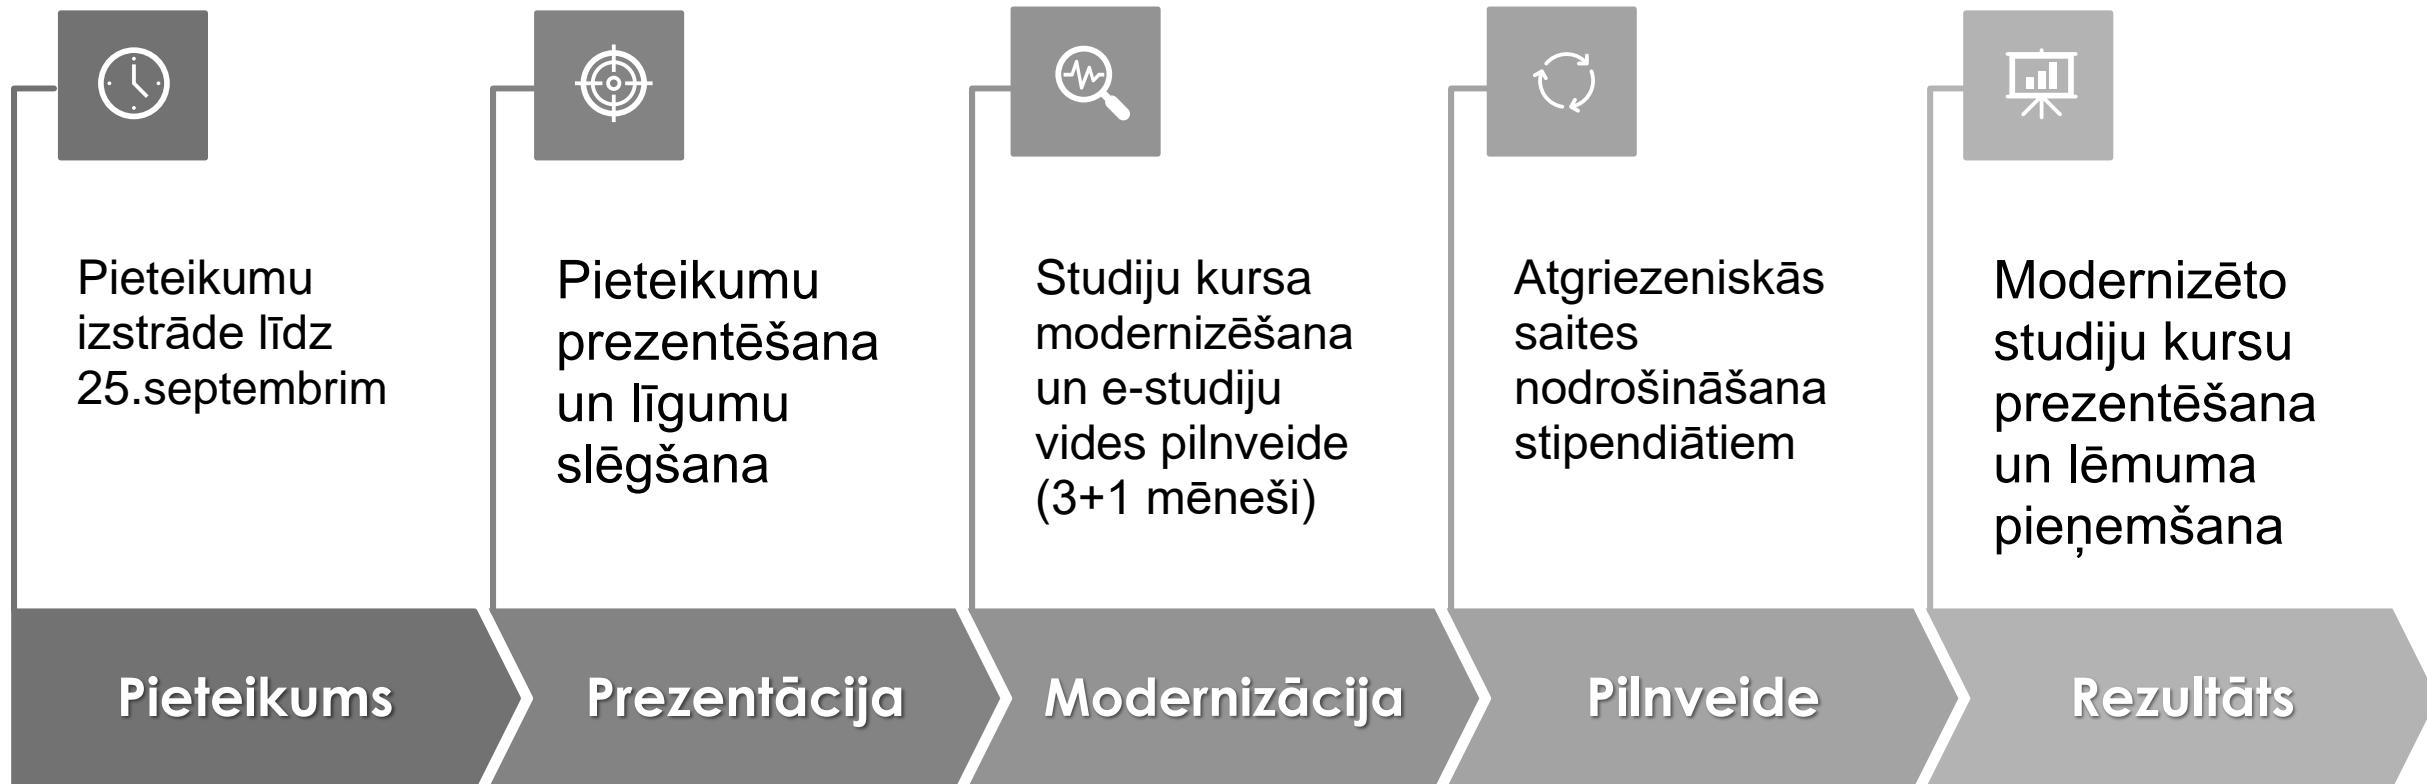 Pieteikumu
izstrāde līdz
25.septembrim
Pieteikumu
prezentēšana
un līgumu
slēgšana
Studiju kursa
modernizēšana
un e-studiju
vides pilnveide
(3+1 mēneši)
Atgriezeniskās
saites
nodrošināšana
stipendiātiem
Modernizēto
studiju kursu
prezentēšana
un lēmuma
pieņemšana
Pieteikums
Prezentācija
Modernizācija
Pilnveide
Rezultāts